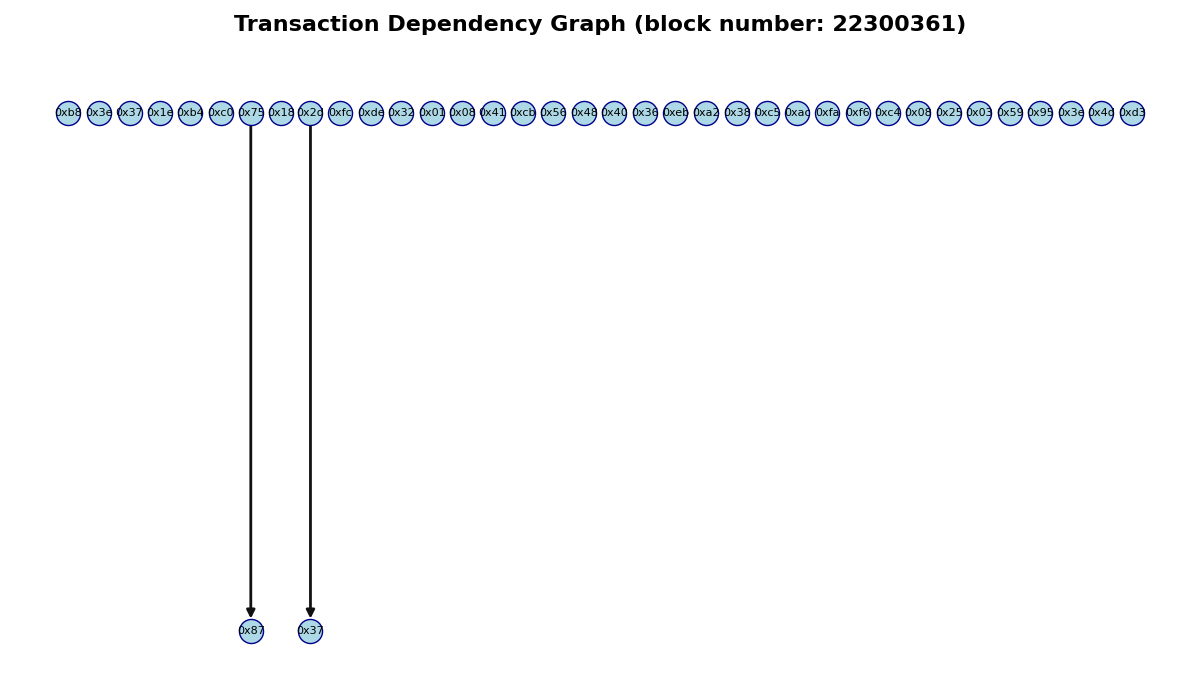 Transaction Dependency Graph (block number: 22300361)
0xb8 0x3e 0x37 0x1e 0xb4 0xc0 0x75 0x18 0x2d 0xfc 0xde 0x32 0x01 0x08 0x41 0xcb 0x56 0x48 0x40 0x36 0xeb 0xa2 0x38 0xc5 0xac 0xfa 0xf6 0xc4 0x08 0x25 0x03 0x59 0x95 0x3e 0x4d 0xd3
0x87 0x37